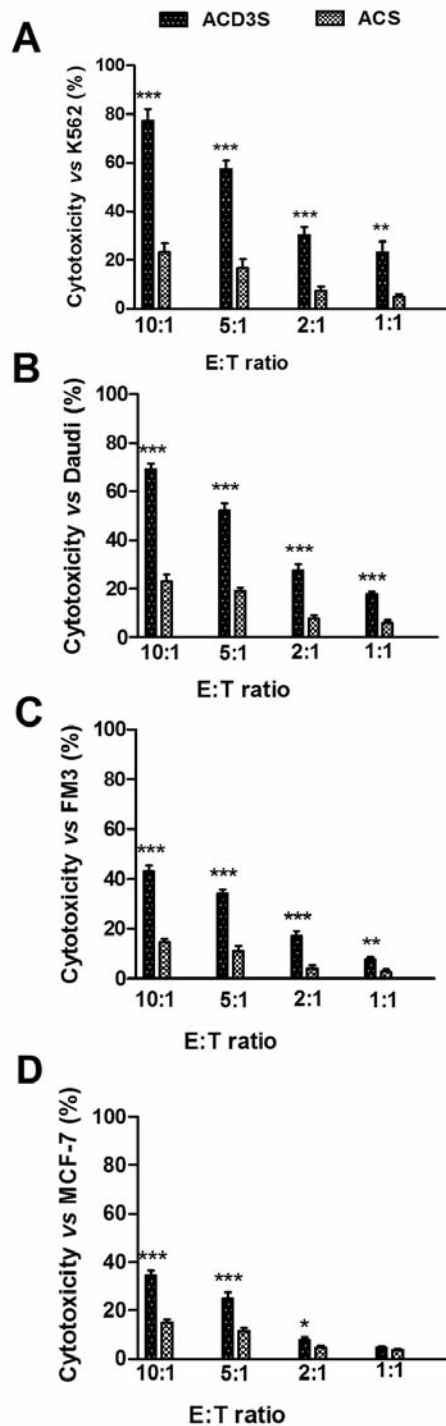 ACD3S ACS
A
Cytotoxicity vs K562 (%)
100
80
60
40
20
0
*** *** *** **
10:1 5:1 2:1 1:1
E:T ratio
B
Cytotoxicity vs Daudi (%)
100
80
60
40
20
0
*** *** *** ***
10:1 5:1 2:1 1:1
E:T ratio
C
Cytotoxicity vs FM3 (%)
100
80
60
40
20
0
*** *** *** **
10:1 5:1 2:1 1:1
E:T ratio
D
Cytotoxicity vs MCF-7 (%)
100
80
60
40
20
0
*** *** *
10:1 5:1 2:1 1:1
E:T ratio